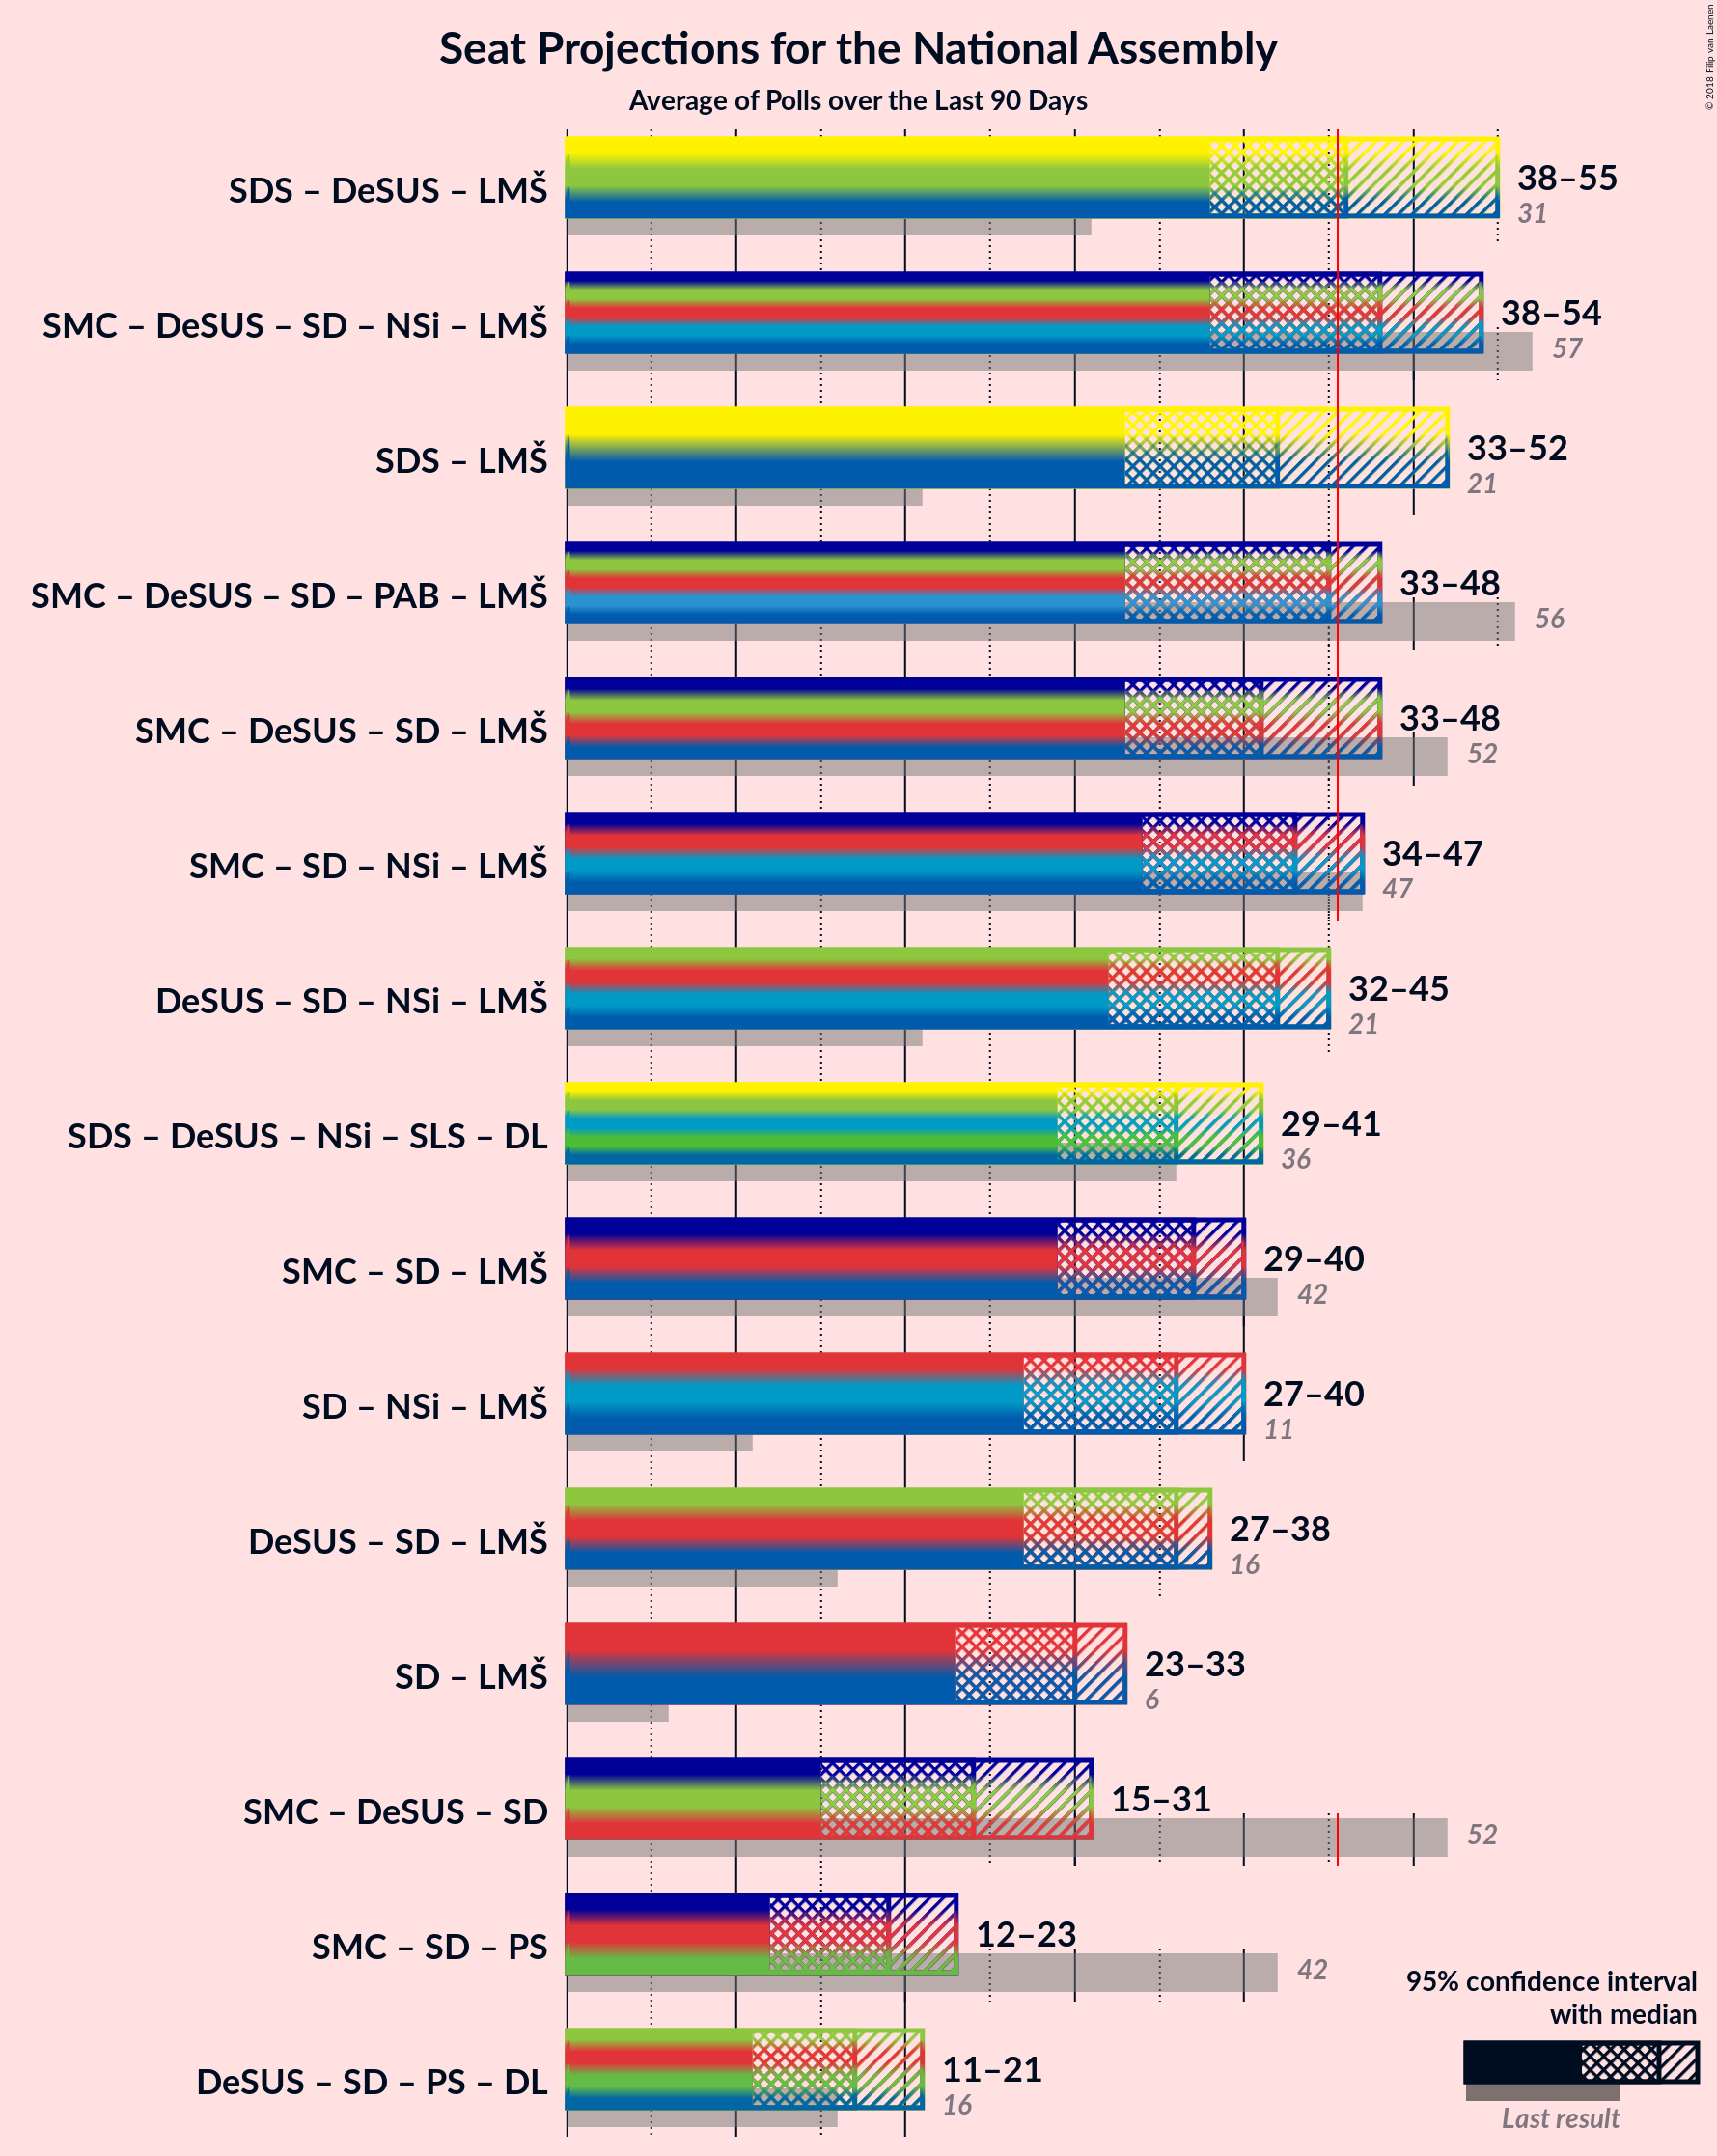 Seat Projections for the National Assembly
Average of Polls over the Last 90 Days
© 2018 Filip van Laenen
SDS – DeSUS – LMŠ
38–55
31
SMC – DeSUS – SD – NSi – LMŠ
38–54
57
SDS – LMŠ
33–52
21
SMC – DeSUS – SD – PAB – LMŠ
33–48
56
SMC – DeSUS – SD – LMŠ
33–48
52
SMC – SD – NSi – LMŠ
34–47
47
DeSUS – SD – NSi – LMŠ
32–45
21
SDS – DeSUS – NSi – SLS – DL
29–41
36
SMC – SD – LMŠ
29–40
42
SD – NSi – LMŠ
27–40
11
DeSUS – SD – LMŠ
27–38
16
SD – LMŠ
23–33
6
SMC – DeSUS – SD
15–31
52
SMC – SD – PS
12–23
42
DeSUS – SD – PS – DL
11–21
16
95% confidence interval
with median
Last result